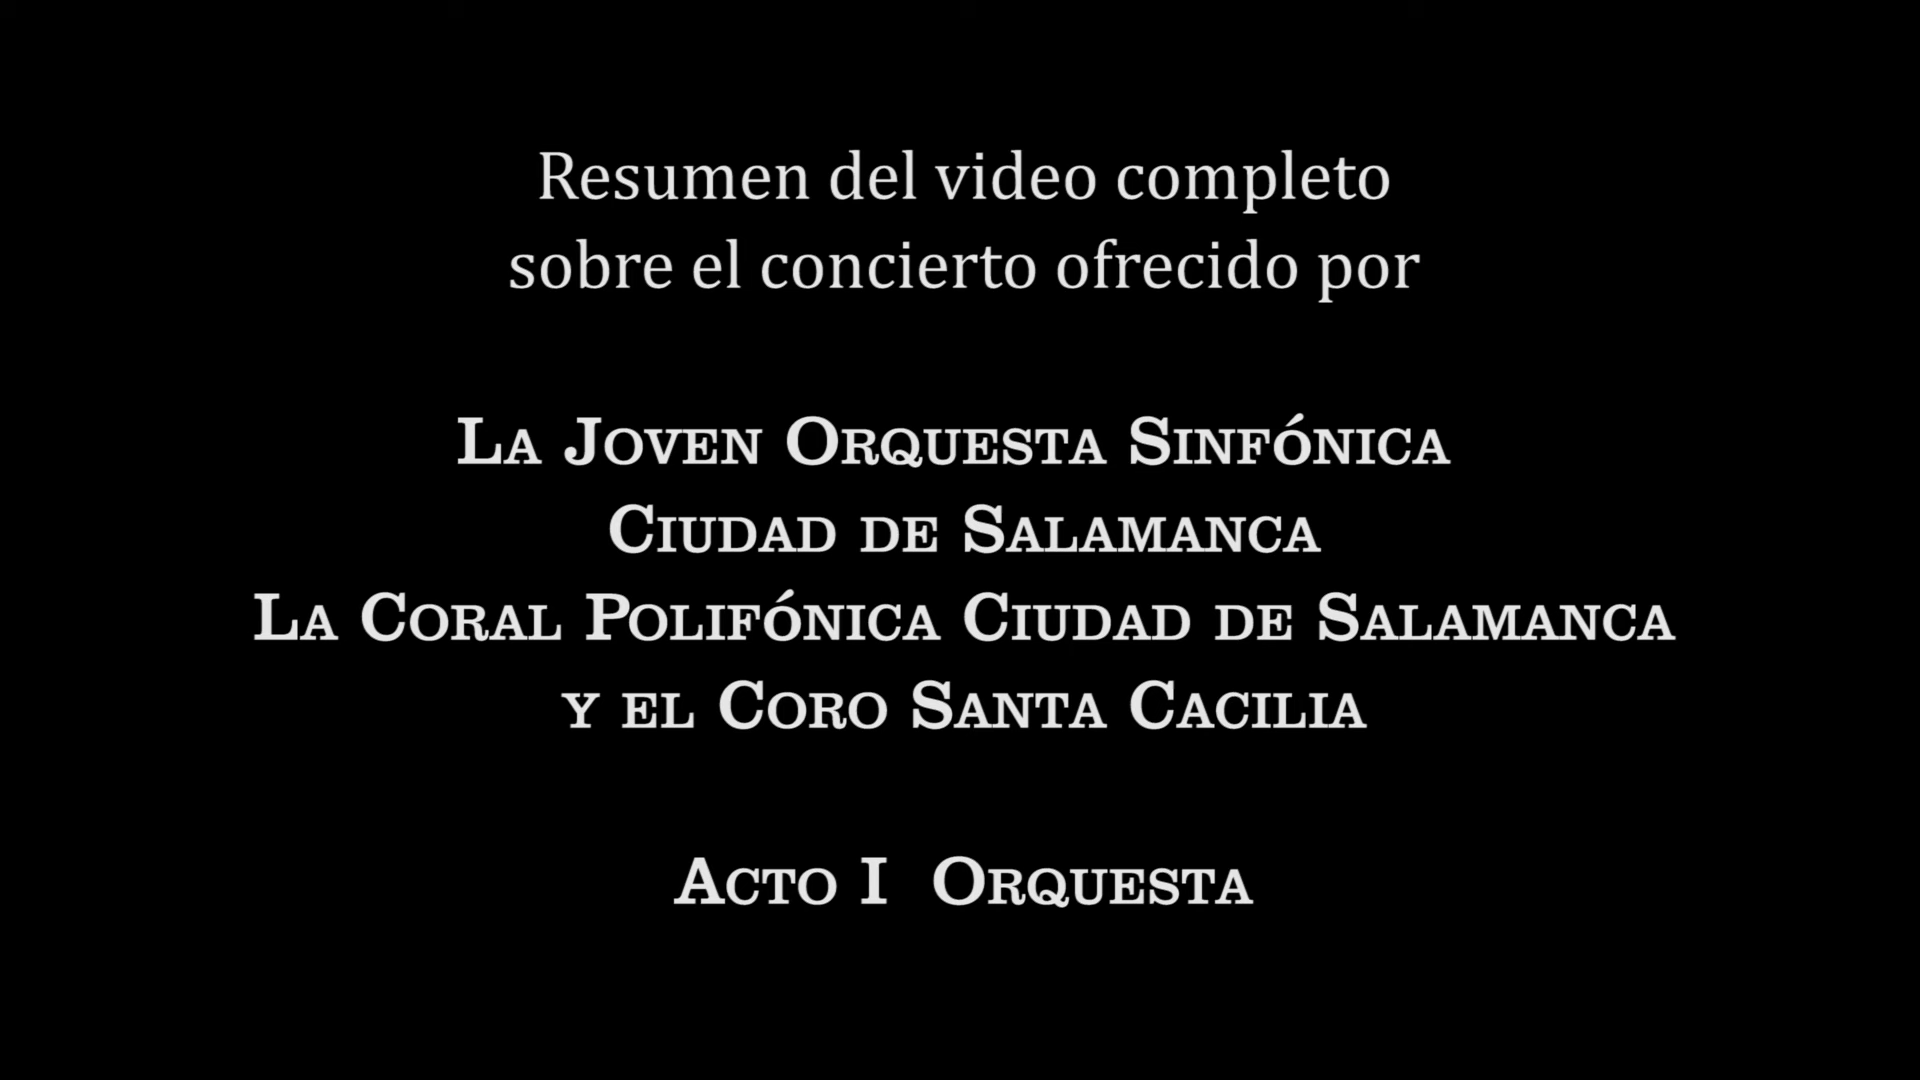 Resumen del video completo
sobre el concierto ofrecido por
La Joven Orquesta Sinfónica
Ciudad de Salamanca
La Coral Polifónica Ciudad de Salamanca
y el Coro Santa Cacilia
Acto I Orquesta